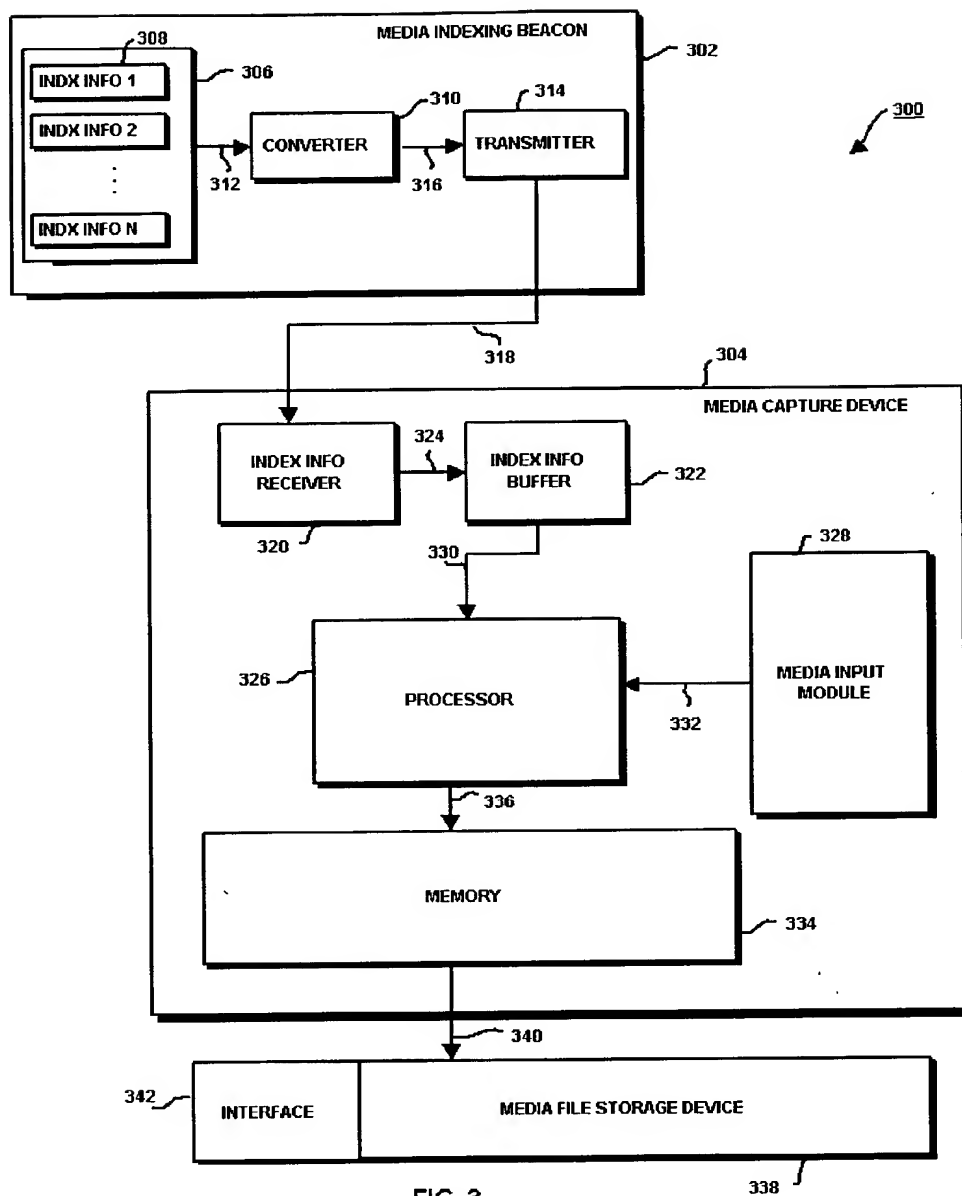 MEDIA INDEXING BEACON
302
308
306
INDX INFO 1
INDX INFO 2
INDX INFO N
310
CONVERTER
312
314
TRANSMITTER
316
300
318
304
MEDIA CAPTURE DEVICE
INDEX INFO
RECEIVER
320
324
INDEX INFO
BUFFER
322
330
328
MEDIA INPUT
MODULE
326
PROCESSOR
332
336
MEMORY
334
340
342
INTERFACE
MEDIA FILE STORAGE DEVICE
338
FIG. 3